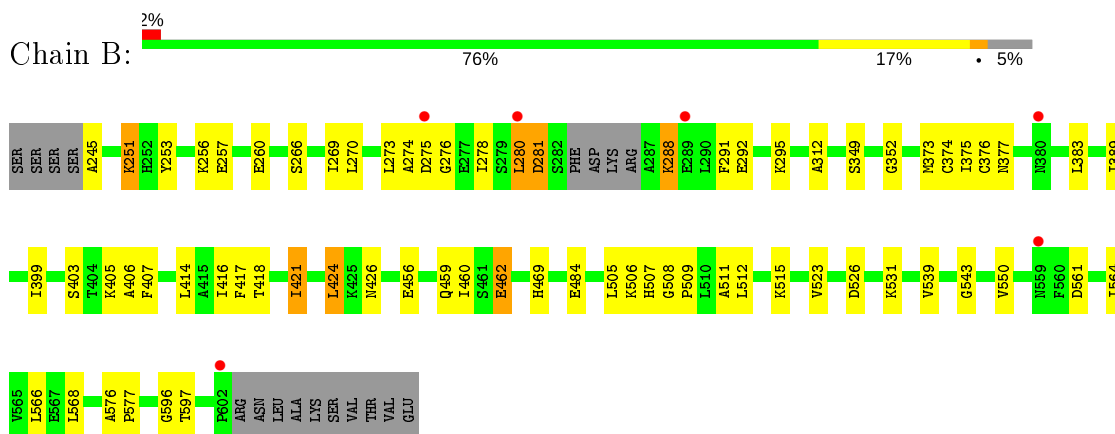 2%
Chain B:
76% 17% • 5%
SER SER SER SER A245 K251 H252 Y253 K256 E257 E260 S266 I269 L270 L273 A274 D275 G276 E277 I278 S279 L280 D281 S282 PHE ASP LYS ARG A287 K288 E289 L290 F291 E292 K295 A312 S349 G352 M373 C374 I375 C376 N377 N380 L383
I399 S403 T404 K405 A406 F407 L414 A415 I416 F417 T418 I421 L424 K425 N426 E456 Q459 I460 S461 E462 H469 E484 L505 K506 H507 G508 P509 L510 A511 L512 K515 V523 D526 K531 V539 G543 V550 N559 F560 D561
V565 L566 E567 L568 A576 P577 G596 T597 P602 ARG ASN LEU ALA LYS SER VAL THR VAL GLU